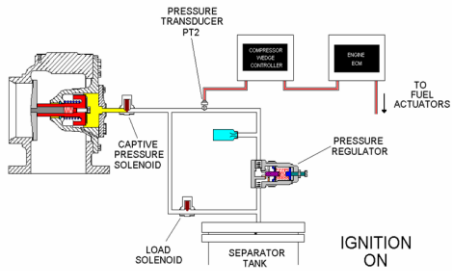 PRESSURE
TRANSDUCER
PT2
COMPRESSOR
WEDGE
CONTROLLER
ENGINE
ECM
TO
FUEL
ACTUATORS
CAPTIVE
PRESSURE
SOLENOID
PRESSURE
REGULATOR
LOAD
SOLENOID
SEPARATOR
TANK
IGNITION
ON